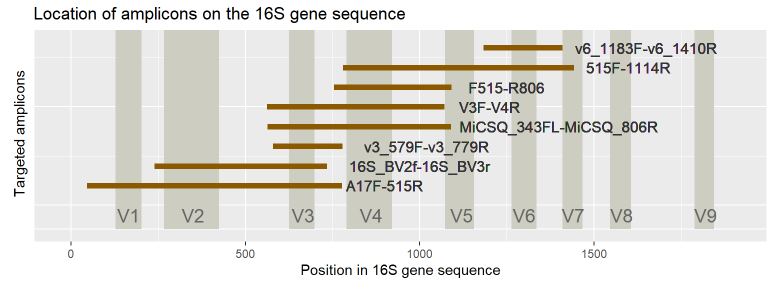 Location of amplicons on the 16S gene sequence
Targeted amplicons
v6_1183F-v6_1410R
515F-1114R
F515-R806
V3F-V4R
MiCSQ_343FL-MiCSQ_806R
v3_579F-v3_779R
16S_BV2f-16S_BV3r
A17F-515R
V1 V2 V3 V4 V5 V6 V7 V8 V9
0 500 1000 1500
Position in 16S gene sequence